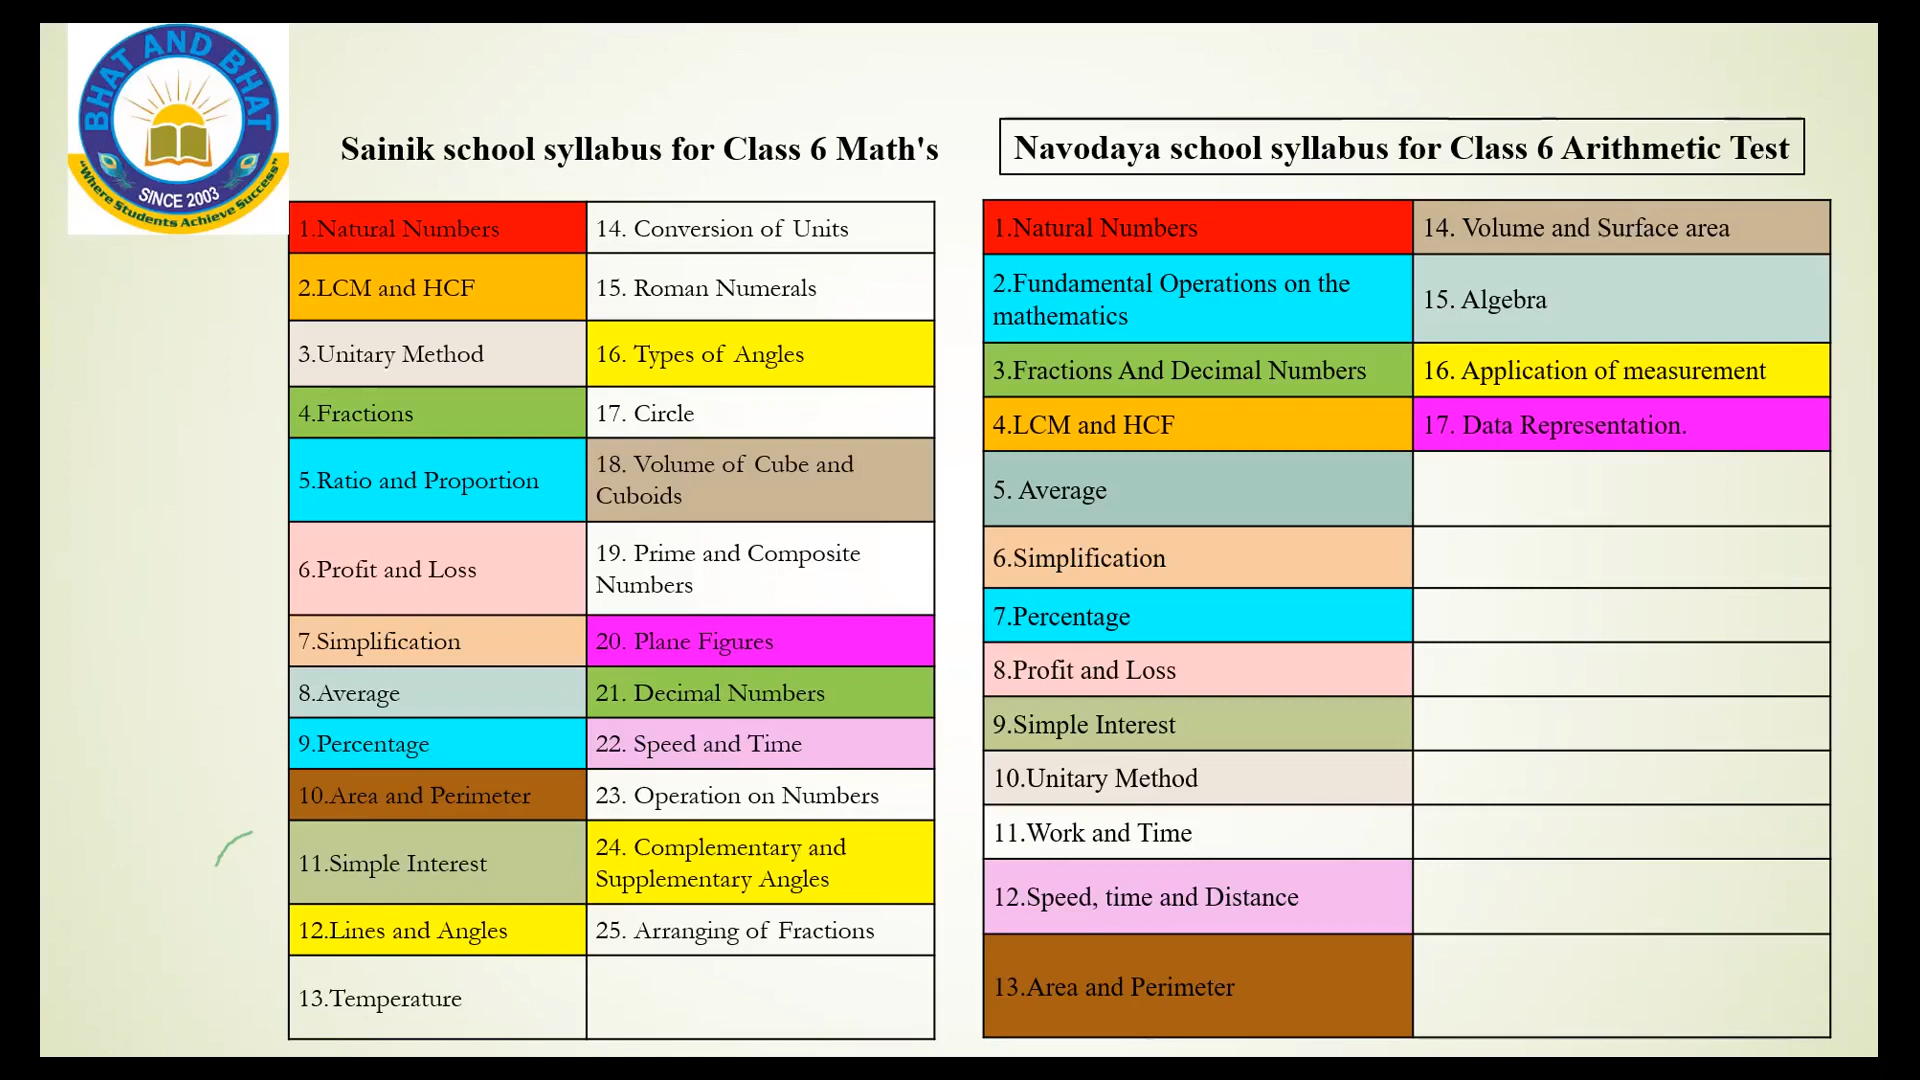 BHAT AND BHAT
SINCE 2003
"Where Students Achieve Success"
Sainik school syllabus for Class 6 Math's
1.Natural Numbers
14. Conversion of Units
2.LCM and HCF
15. Roman Numerals
3.Unitary Method
16. Types of Angles
4.Fractions
17. Circle
5.Ratio and Proportion
18. Volume of Cube and
Cuboids
6.Profit and Loss
19. Prime and Composite
Numbers
7.Simplification
20. Plane Figures
8.Average
21. Decimal Numbers
9.Percentage
22. Speed and Time
10.Area and Perimeter
23. Operation on Numbers
11.Simple Interest
24. Complementary and
Supplementary Angles
12.Lines and Angles
25. Arranging of Fractions
13.Temperature
Navodaya school syllabus for Class 6 Arithmetic Test
1.Natural Numbers
14. Volume and Surface area
2.Fundamental Operations on the
mathematics
15. Algebra
3.Fractions And Decimal Numbers
16. Application of measurement
4.LCM and HCF
17. Data Representation.
5. Average
6.Simplification
7.Percentage
8.Profit and Loss
9.Simple Interest
10.Unitary Method
11.Work and Time
12.Speed, time and Distance
13.Area and Perimeter